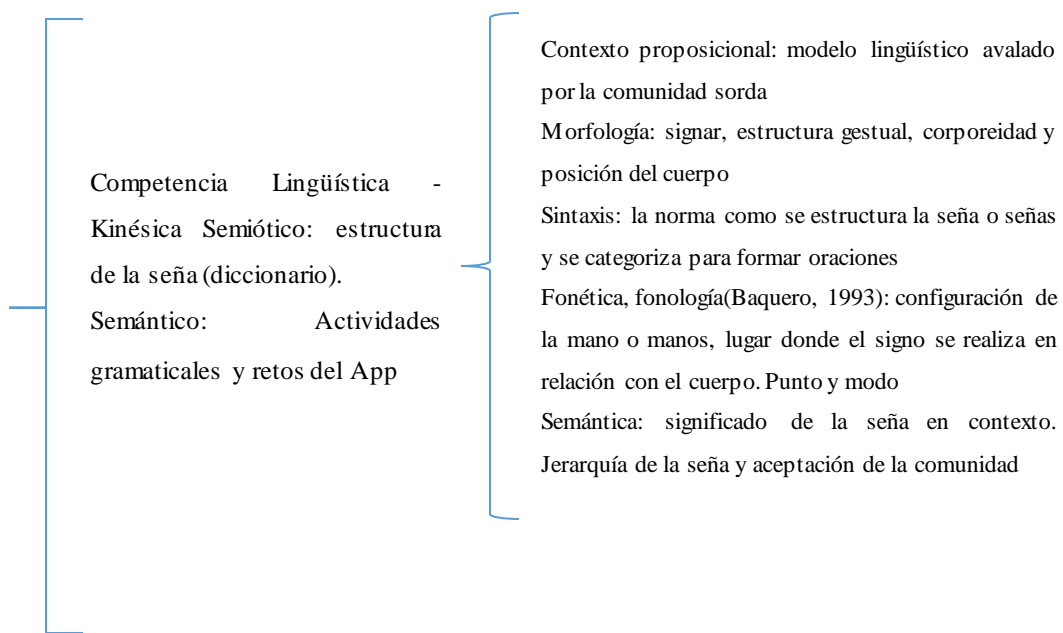 Competencia Lingüística -
Kinésica Semiótico: estructura
de la seña (diccionario).
Semántico: Actividades
gramaticales y retos del App
Contexto proposicional: modelo lingüístico avalado
por la comunidad sorda
Morfología: signar, estructura gestual, corporeidad y
posición del cuerpo
Sintaxis: la norma como se estructura la seña o señas
y se categoriza para formar oraciones
Fonética, fonología(Baquero, 1993): configuración de
la mano o manos, lugar donde el signo se realiza en
relación con el cuerpo. Punto y modo
Semántica: significado de la seña en contexto.
Jerarquía de la seña y aceptación de la comunidad